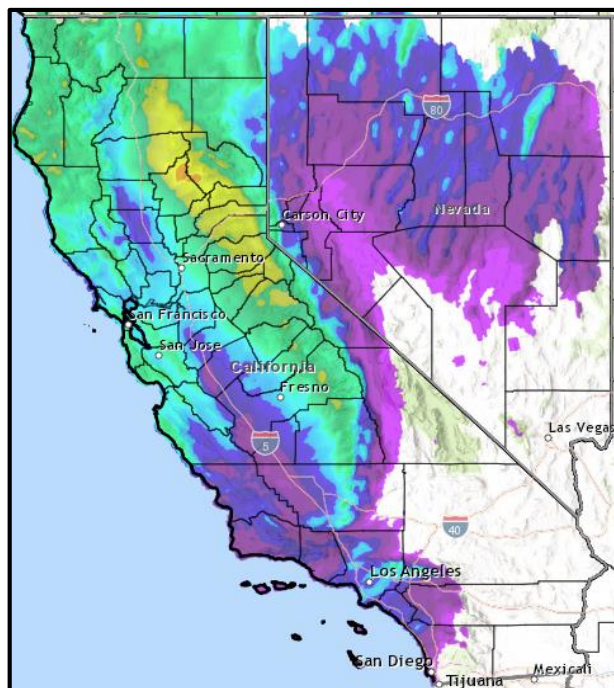 80
Carson City
Nevada
Sacramento
San Francisco
San Jose
California
Fresno
5
Las Vegas
40
Los Angeles
San Diego
Tijuana
Mexicali